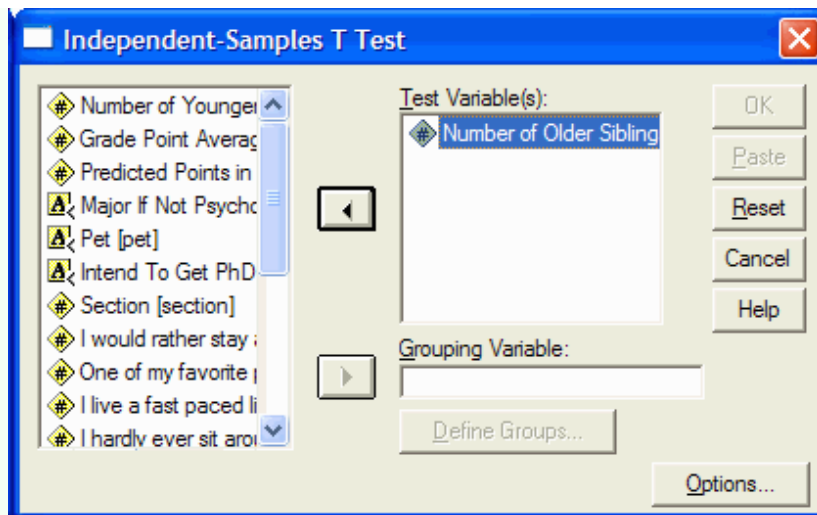 Independent-Samples T Test
Number of Younger
Grade Point Averag
Predicted Points in
Major If Not Psycho
Pet [pet]
Intend To Get PhD
Section [section]
I would rather stay a
One of my favorite p
I live a fast paced li
I hardly ever sit arou
Test Variable(s):
Number of Older Sibling
Grouping Variable:
Define Groups...
OK
Paste
Reset
Cancel
Help
Options...